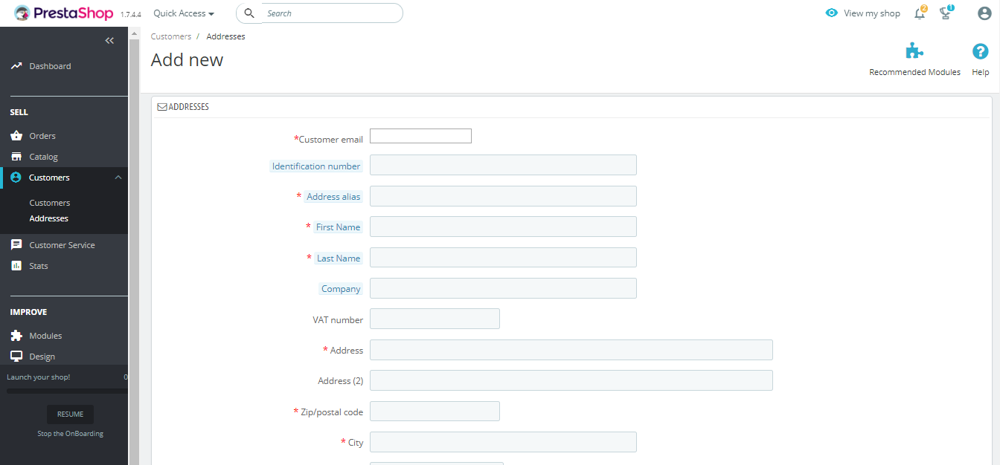 PrestaShop 1.7.4.4 Quick Access Search View my shop 2 1
Customers / Addresses
Add new
Recommended Modules Help
Dashboard
SELL
Orders
Catalog
Customers
Customers
Addresses
Customer Service
Stats
IMPROVE
Modules
Design
Launch your shop! 0
RESUME
Stop the OnBoarding
ADDRESSES
*Customer email
Identification number
* Address alias
* First Name
* Last Name
Company
VAT number
* Address
Address (2)
* Zip/postal code
* City